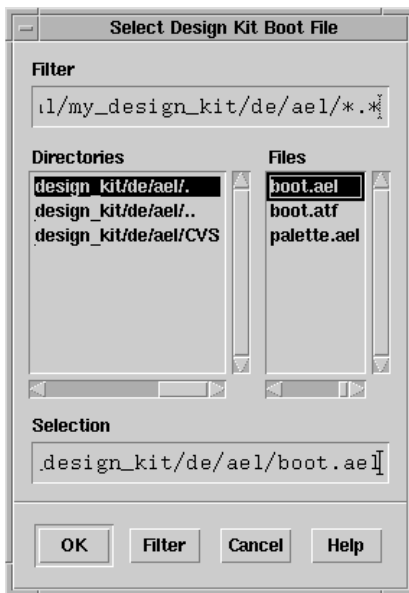 Select Design Kit Boot File
Filter
l/my_design_kit/de/ael/*.*
Directories
design_kit/de/ael/.
design_kit/de/ael/..
design_kit/de/ael/CVS
Files
boot.ael
boot.atf
palette.ael
Selection
_design_kit/de/ael/boot.ael
OK Filter Cancel Help